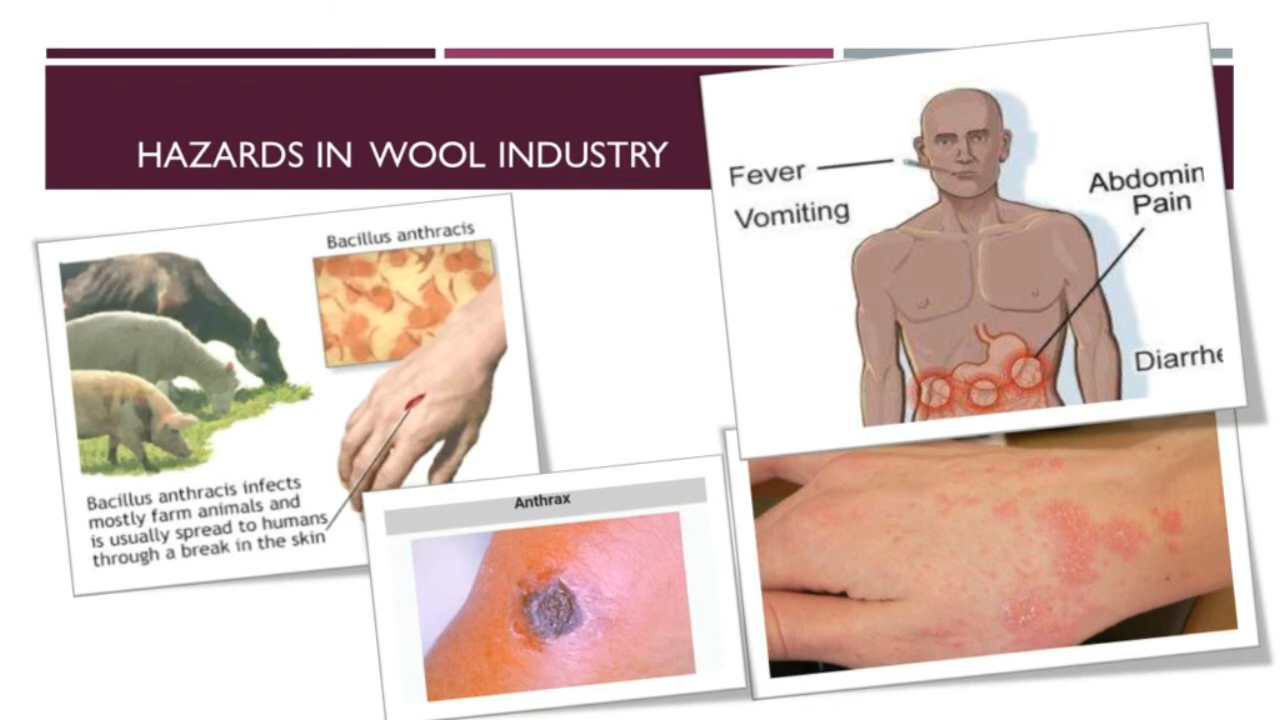 HAZARDS IN WOOL INDUSTRY
Bacillus anthracis
Bacillus anthracis infects
mostly farm animals and
is usually spread to humans
through a break in the skin
Anthrax
Fever
Vomiting
Abdomin
Pain
Diarrhe